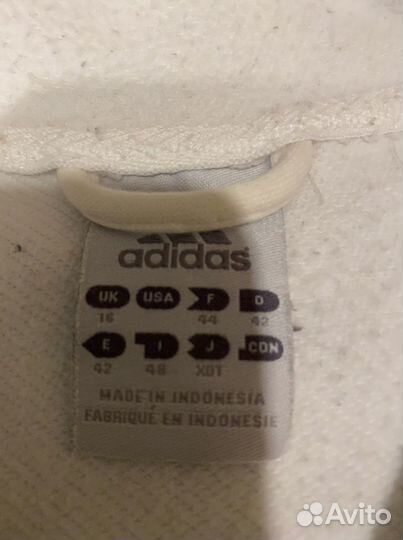 adidas
UK USA F D
16 44 42
E I J CDN
42 48 XOT
MADE IN INDONESIA
FABRIQUÉ EN INDONESIE
Avito